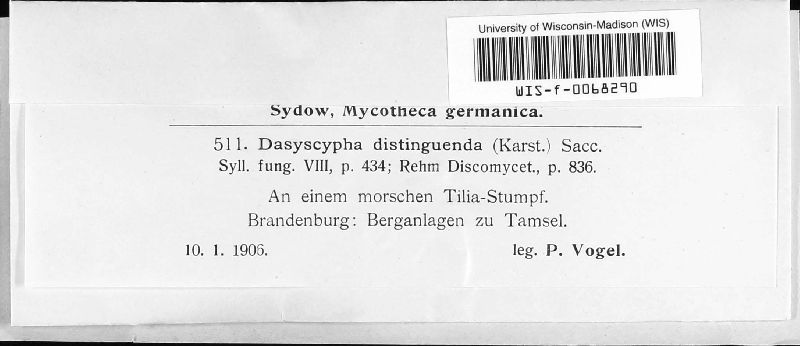 University of Wisconsin-Madison (WIS)
WIS-f-0068290
Sydow, Mycotheca germanica.
511. Dasyscypha distinguenda (Karst.) Sacc.
Syll. fung. VIII, p. 434; Rehm Discomycet., p. 836.
An einem morschen Tilia-Stumpf.
Brandenburg: Berganlagen zu Tamsel.
10. 1. 1906. leg. P. Vogel.